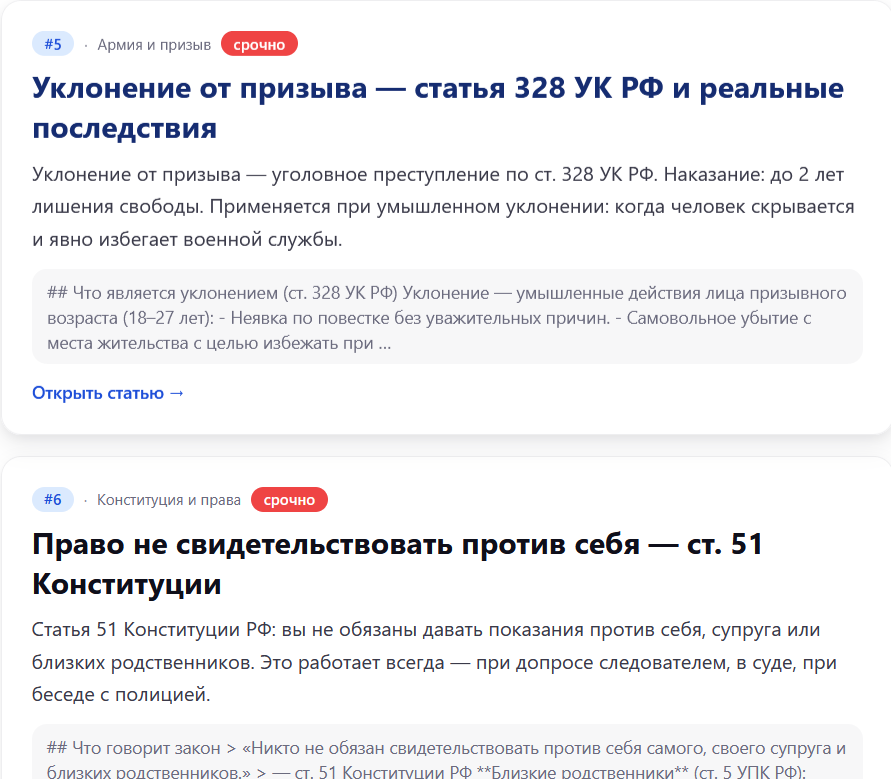 #5 · Армия и призыв срочно
Уклонение от призыва — статья 328 УК РФ и реальные
последствия
Уклонение от призыва — уголовное преступление по ст. 328 УК РФ. Наказание: до 2 лет
лишения свободы. Применяется при умышленном уклонении: когда человек скрывается
и явно избегает военной службы.
## Что является уклонением (ст. 328 УК РФ) Уклонение — умышленные действия лица призывного
возраста (18–27 лет): - Неявка по повестке без уважительных причин. - Самовольное убытие с
места жительства с целью избежать при ...
Открыть статью →
#6 · Конституция и права срочно
Право не свидетельствовать против себя — ст. 51
Конституции
Статья 51 Конституции РФ: вы не обязаны давать показания против себя, супруга или
близких родственников. Это работает всегда — при допросе следователем, в суде, при
беседе с полицией.
## Что говорит закон > «Никто не обязан свидетельствовать против себя самого, своего супруга и
близких родственников.» > — ст. 51 Конституции РФ **Близкие родственники** (ст. 5 УПК РФ):